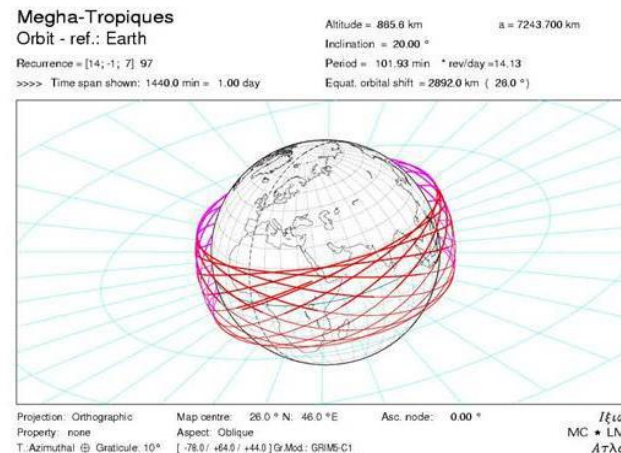 Megha-Tropiques
Orbit - ref.: Earth
Recurrence = [14; -1; 7] 97
>>>> Time span shown: 1440.0 min = 1.00 day
Altitude = 865.6 km a = 7243.700 km
Inclination = 20.00 °
Period = 101.93 min * rev/day =14.13
Equat. orbital shift = 2892.0 km ( 26.0° )
Projection: Orthographic Map centre: 26.0 ° N; 46.0 °E Asc. node: 0.00 °
Property: none Aspect: Oblique MC ★ LM
T.:Azimuthal ⊕ Graticule: 10° [ -78.0 / +64.0 / +44.0 ] Gr.Mod.: GRIM5-C1